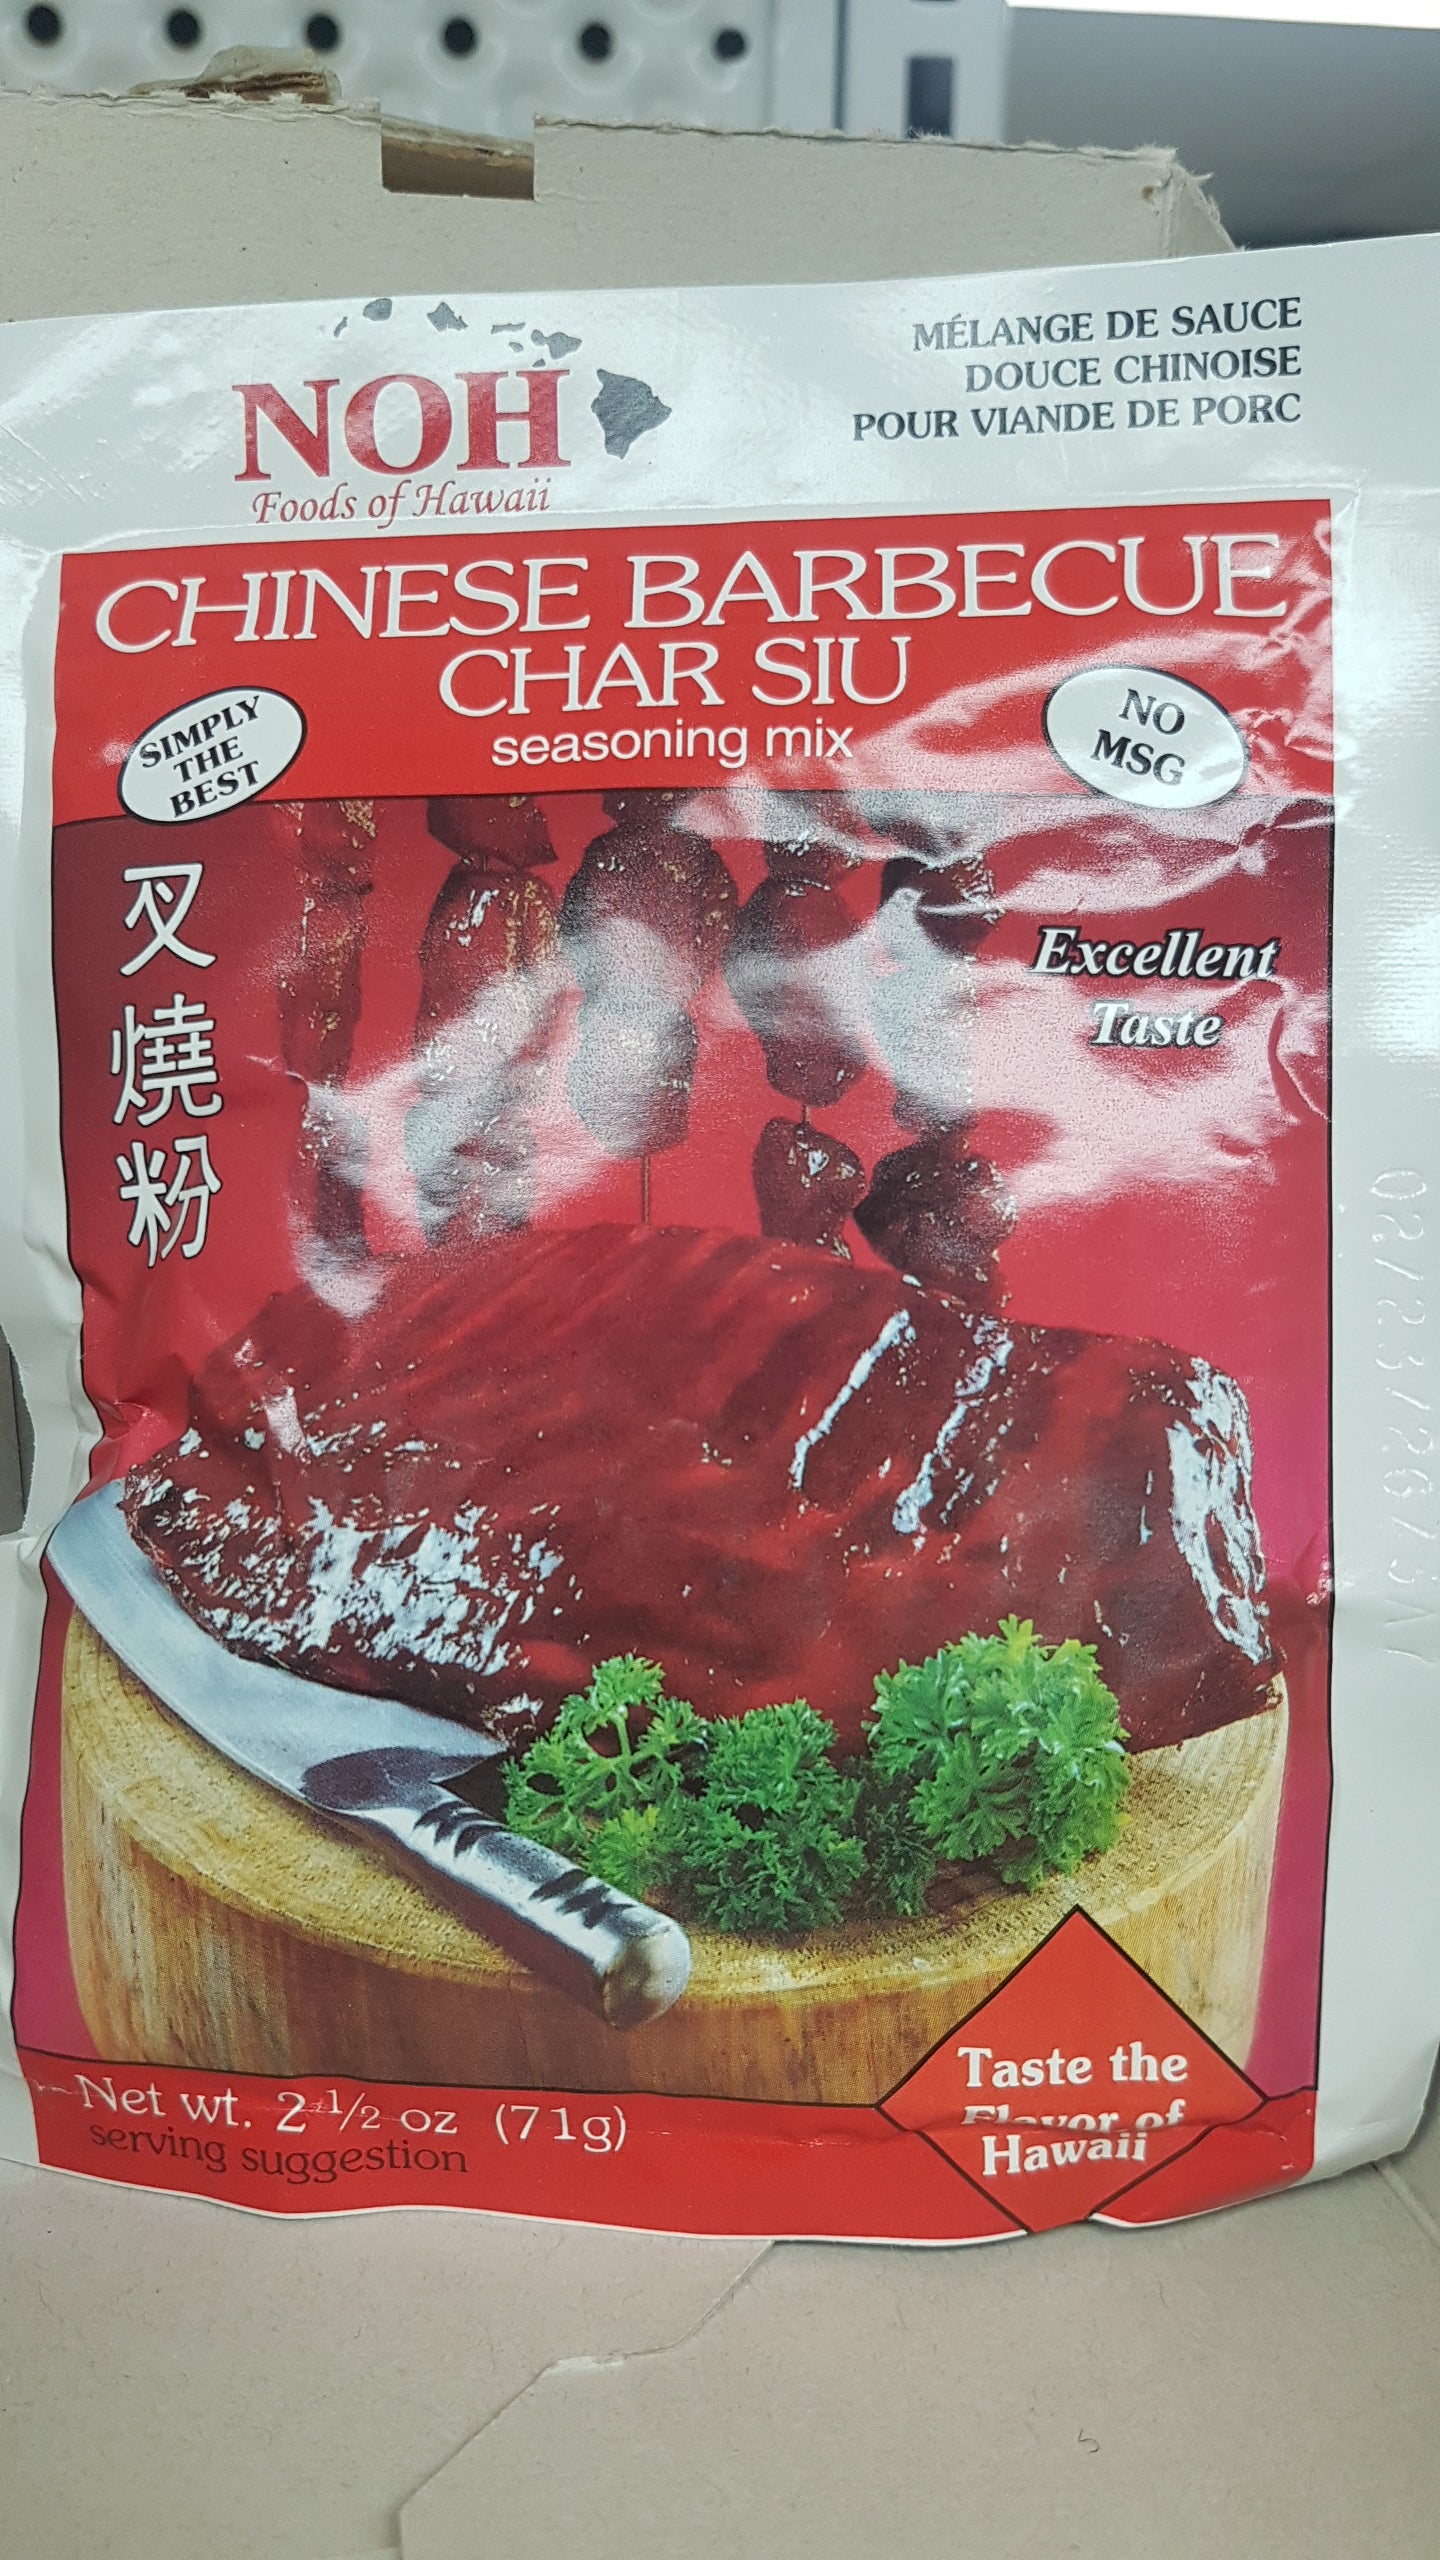 NOH
Foods of Hawaii
MÉLANGE DE SAUCE
DOUCE CHINOISE
POUR VIANDE DE PORC
CHINESE BARBECUE
CHAR SIU
seasoning mix
SIMPLY
THE
BEST
NO
MSG
叉燒粉
Excellent
Taste
Taste the
Flavor of
Hawaii
Net wt. 2 1/2 oz (71g)
serving suggestion